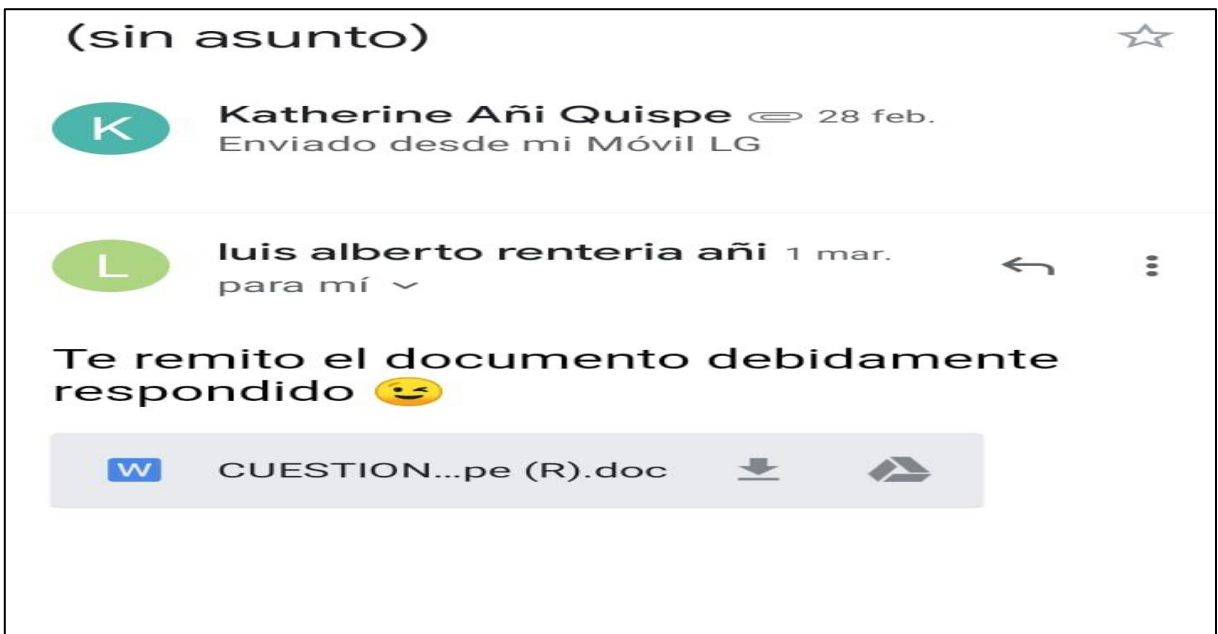 (sin asunto)
K
Katherine Añi Quispe 28 feb.
Enviado desde mi Móvil LG
L
luis alberto renteria añi 1 mar.
para mí
Te remito el documento debidamente
respondido 😉
W CUESTION...pe (R).doc